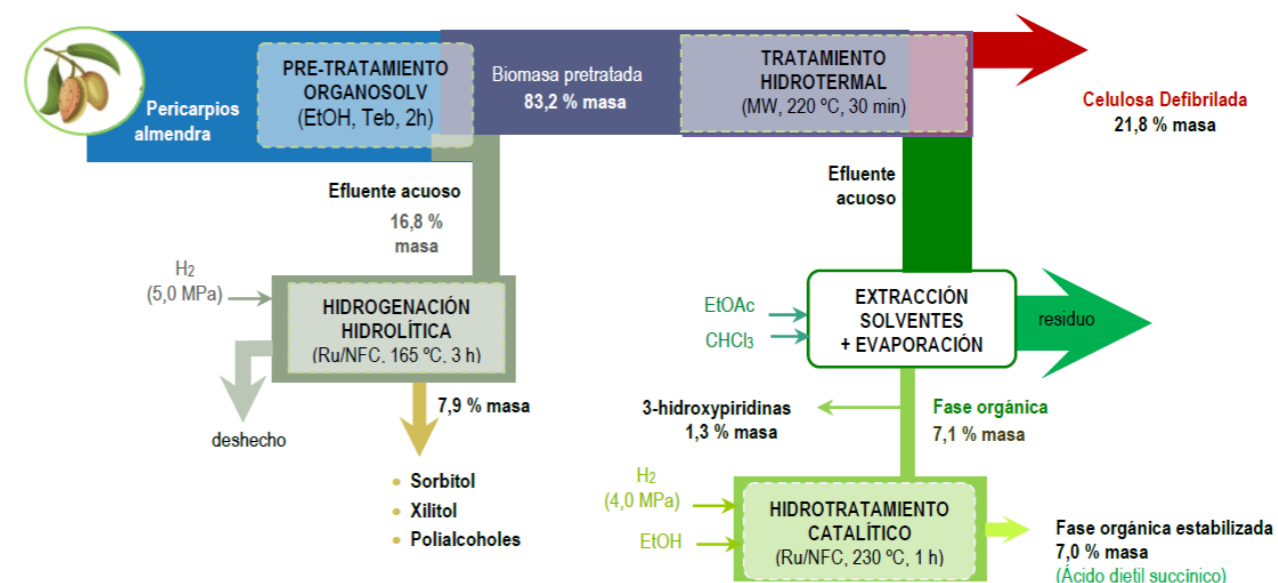 Pericarpios
almendra
PRE-TRATAMIENTO
ORGANOSOLV
(EtOH, Teb, 2h)
Biomasa pretratada
83,2 % masa
TRATAMIENTO
HIDROTERMAL
(MW, 220 ºC, 30 min)
Celulosa Defibrilada
21,8 % masa
Efluente acuoso
16,8 %
masa
Efluente
acuoso
H2
(5,0 MPa)
HIDROGENACIÓN
HIDROLÍTICA
(Ru/NFC, 165 ºC, 3 h)
EtOAc
CHCl3
EXTRACCIÓN
SOLVENTES
+ EVAPORACIÓN
residuo
deshecho
7,9 % masa
• Sorbitol
• Xilitol
• Polialcoholes
3-hidroxypiridinas
1,3 % masa
Fase orgánica
7,1 % masa
H2
(4,0 MPa)
EtOH
HIDROTRATAMIENTO
CATALÍTICO
(Ru/NFC, 230 ºC, 1 h)
Fase orgánica estabilizada
7,0 % masa
(Ácido dietil succínico)